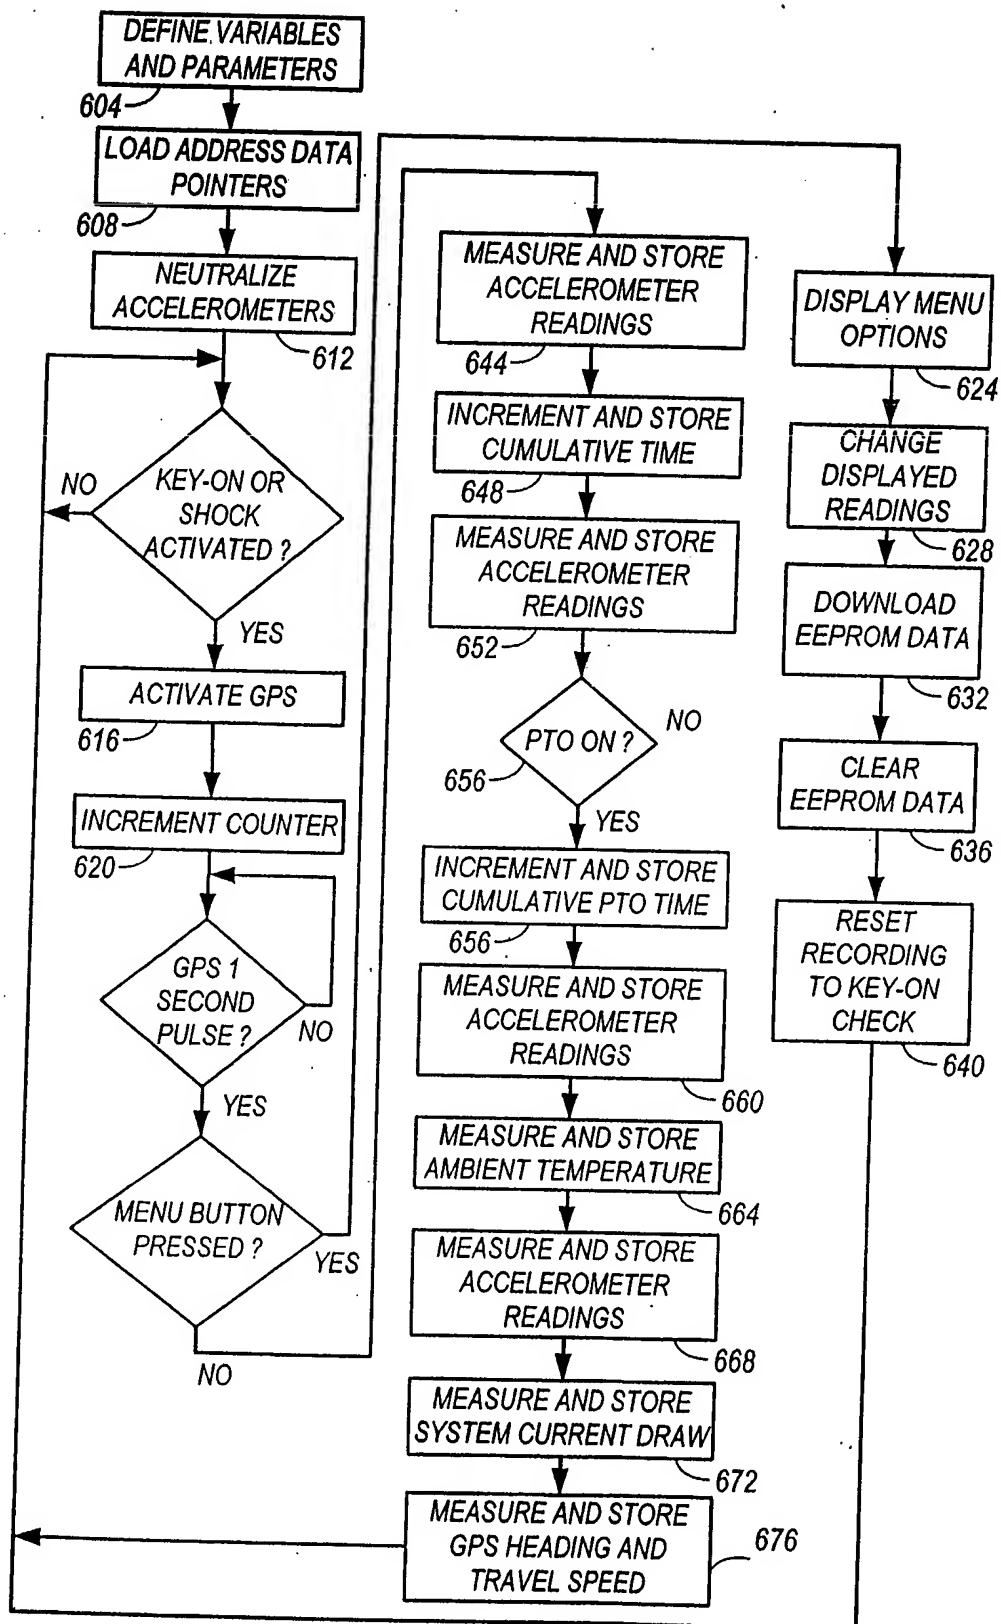 DEFINE VARIABLES
AND PARAMETERS
604
LOAD ADDRESS DATA
POINTERS
608
NEUTRALIZE
ACCELEROMETERS
612
KEY-ON OR
SHOCK
ACTIVATED ?
NO
YES
ACTIVATE GPS
616
INCREMENT COUNTER
620
GPS 1
SECOND
PULSE ?
NO
YES
MENU BUTTON
PRESSED ?
YES
NO
MEASURE AND STORE
ACCELEROMETER
READINGS
644
INCREMENT AND STORE
CUMULATIVE TIME
648
MEASURE AND STORE
ACCELEROMETER
READINGS
652
PTO ON ?
NO
656
YES
INCREMENT AND STORE
CUMULATIVE PTO TIME
656
MEASURE AND STORE
ACCELEROMETER
READINGS
660
MEASURE AND STORE
AMBIENT TEMPERATURE
664
MEASURE AND STORE
ACCELEROMETER
READINGS
668
MEASURE AND STORE
SYSTEM CURRENT DRAW
672
MEASURE AND STORE
GPS HEADING AND
TRAVEL SPEED
676
DISPLAY MENU
OPTIONS
624
CHANGE
DISPLAYED
READINGS
628
DOWNLOAD
EEPROM DATA
632
CLEAR
EEPROM DATA
636
RESET
RECORDING
TO KEY-ON
CHECK
640